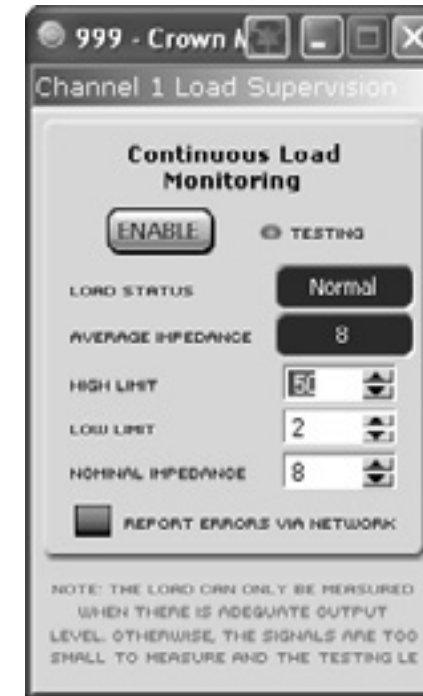 999 - Crown
Channel 1 Load Supervision
Continuous Load
Monitoring
ENABLE
TESTING
LOAD STATUS
Normal
AVERAGE IMPEDANCE
8
HIGH LIMIT
50
LOW LIMIT
2
NOMINAL IMPEDANCE
8
REPORT ERRORS VIA NETWORK
NOTE: THE LOAD CAN ONLY BE MEASURED
WHEN THERE IS ADEQUATE OUTPUT
LEVEL. OTHERWISE, THE SIGNALS ARE TOO
SMALL TO MEASURE AND THE TESTING LE